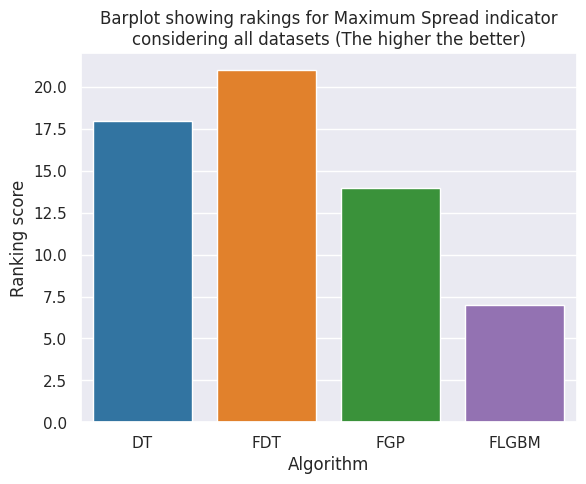 Barplot showing rakings for Maximum Spread indicator
considering all datasets (The higher the better)
20.0
17.5
15.0
12.5
10.0
7.5
5.0
2.5
0.0
Ranking score
DT FDT FGP FLGBM
Algorithm